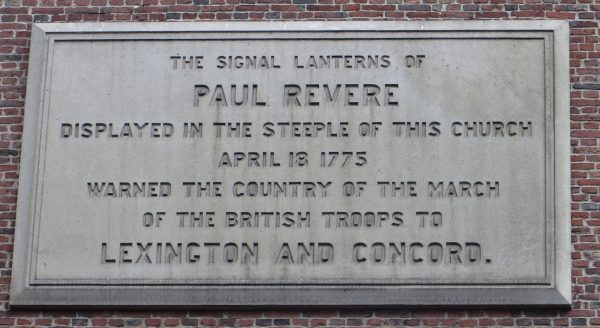 THE SIGNAL LANTERNS OF
PAUL REVERE
DISPLAYED IN THE STEEPLE OF THIS CHURCH
APRIL 18 1775
WARNED THE COUNTRY OF THE MARCH
OF THE BRITISH TROOPS TO
LEXINGTON AND CONCORD.